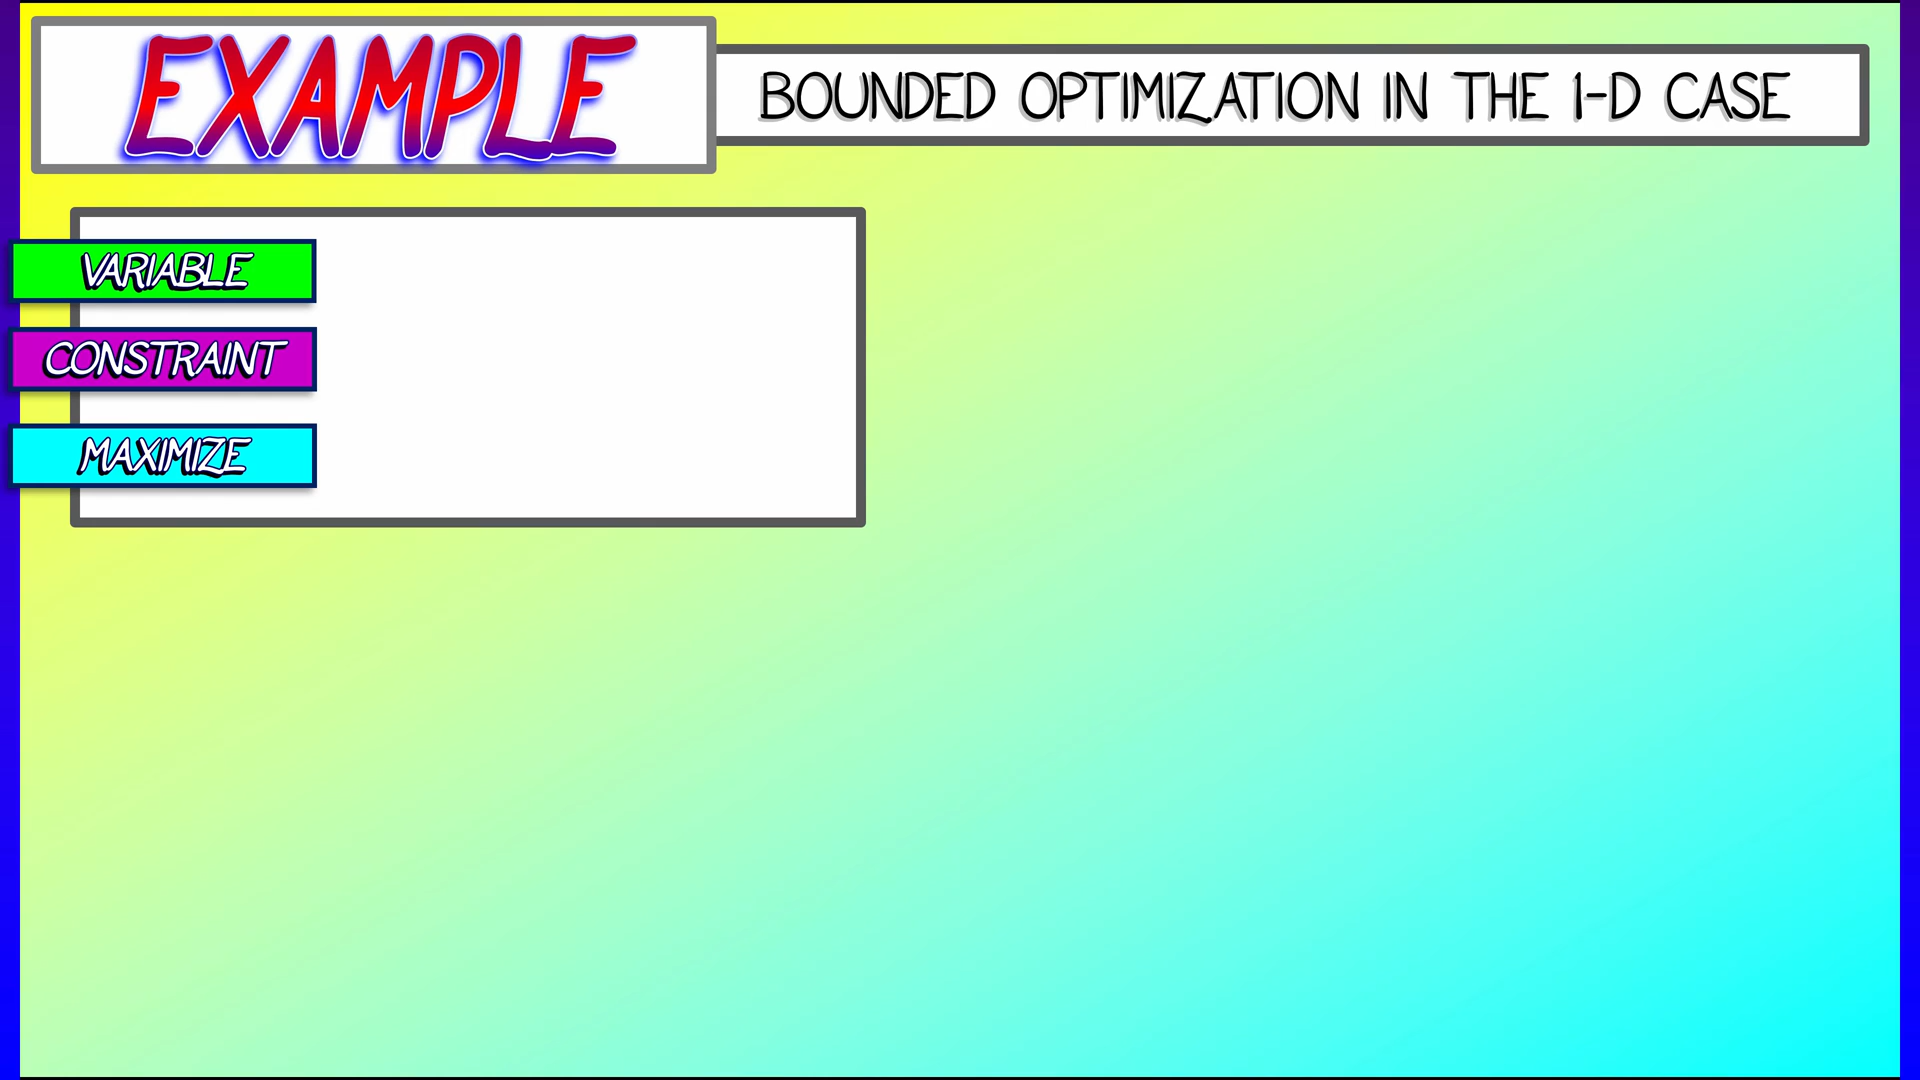 EXAMPLE
BOUNDED OPTIMIZATION IN THE 1-D CASE
VARIABLE
CONSTRAINT
MAXIMIZE